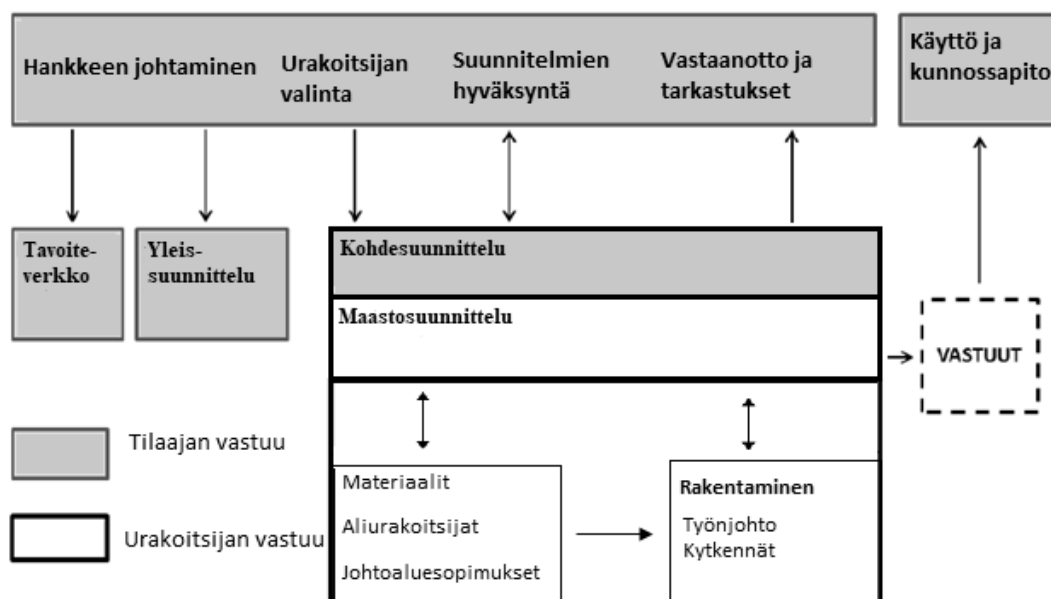 Hankkeen johtaminen
Urakoitsijan
valinta
Suunnitelmien
hyväksyntä
Vastaanotto ja
tarkastukset
Käyttö ja
kunnossapito
Tavoite-
verkko
Yleis-
suunnittelu
Kohdesuunnittelu
Maastosuunnittelu
VASTUUT
Tilaajan vastuu
Urakoitsijan vastuu
Materiaalit
Aliurakoitsijat
Johtoaluesopimukset
Rakentaminen
Työnjohto
Kytkennät